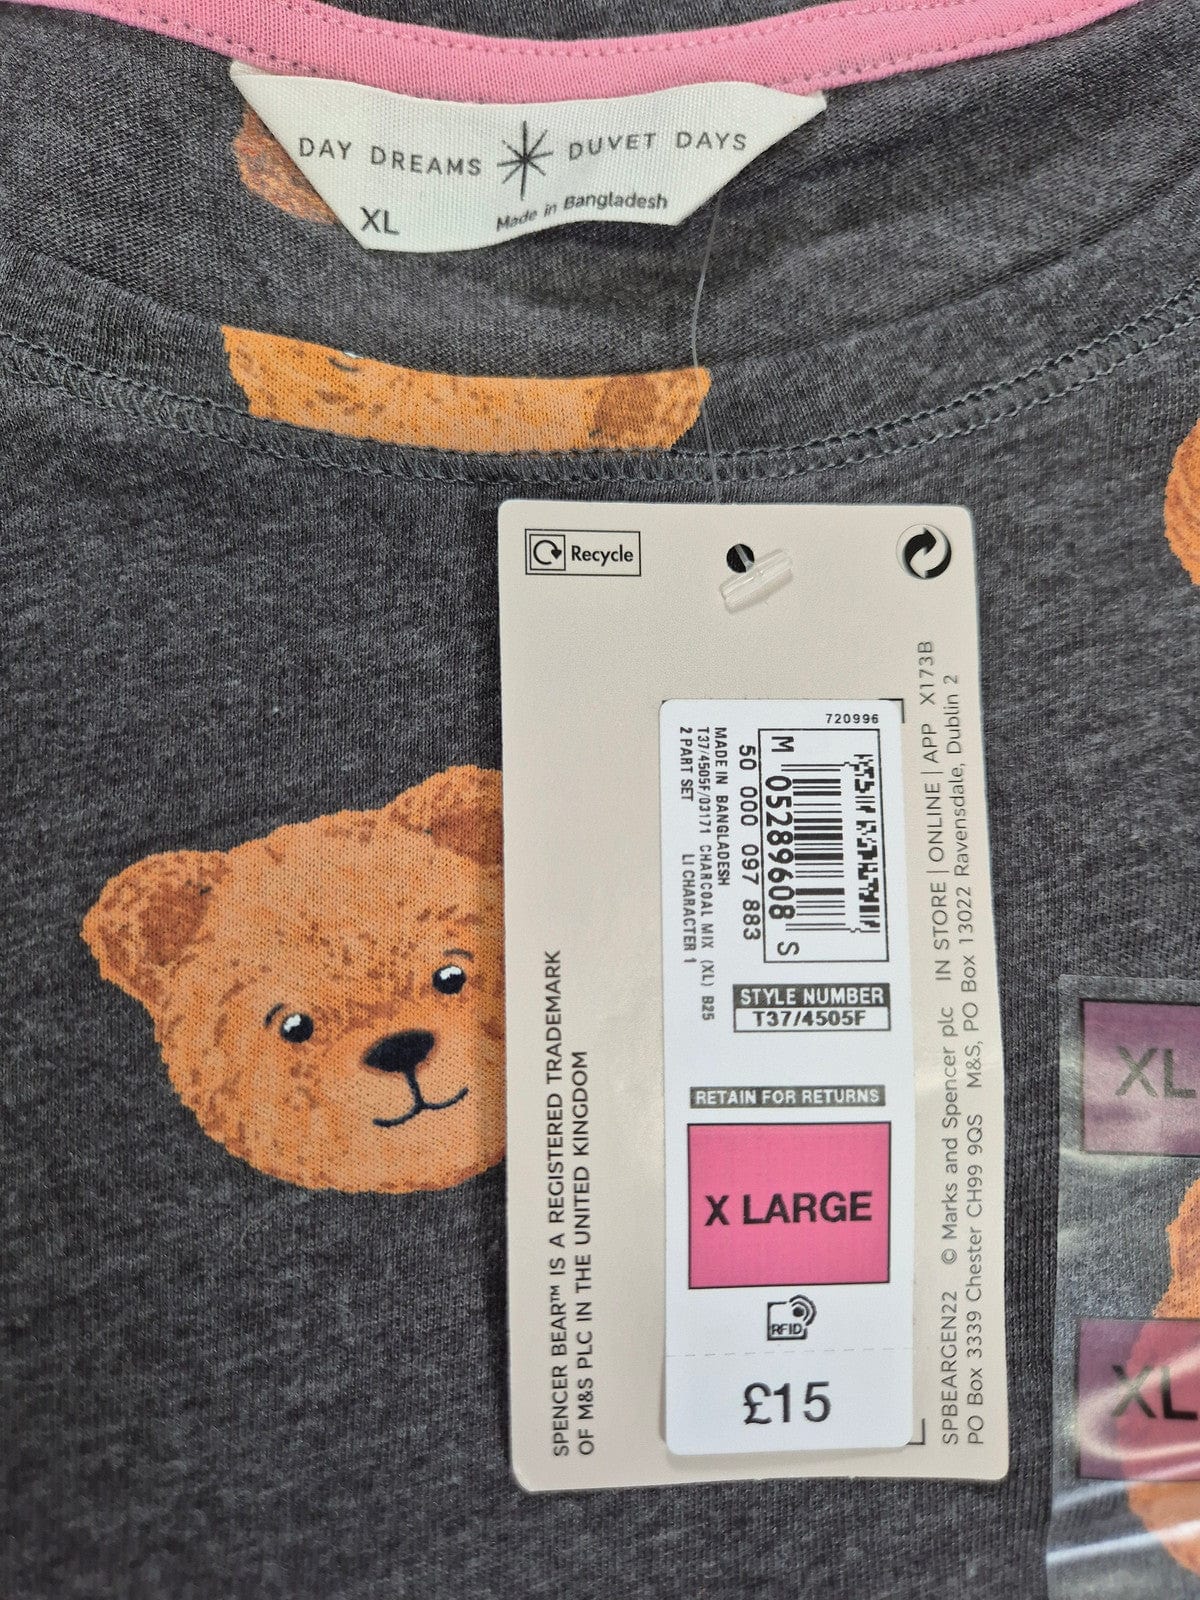 DAY DREAMS DUVET DAYS
XL Made in Bangladesh
Recycle
720996
M 05289608 S
50 000 097 883
MADE IN BANGLADESH
T37/4505F/03171 CHARCOAL MIX (XL) B25
2 PART SET LI CHARACTER 1
STYLE NUMBER
T37/4505F
RETAIN FOR RETURNS
X LARGE
RFID
£15
SPENCER BEAR™ IS A REGISTERED TRADEMARK
OF M&S PLC IN THE UNITED KINGDOM
SPBEARGEN22 © Marks and Spencer plc IN STORE | ONLINE | APP X173B
PO Box 3339 Chester CH99 9QS M&S, PO Box 13022 Ravensdale, Dublin 2
XL
XL